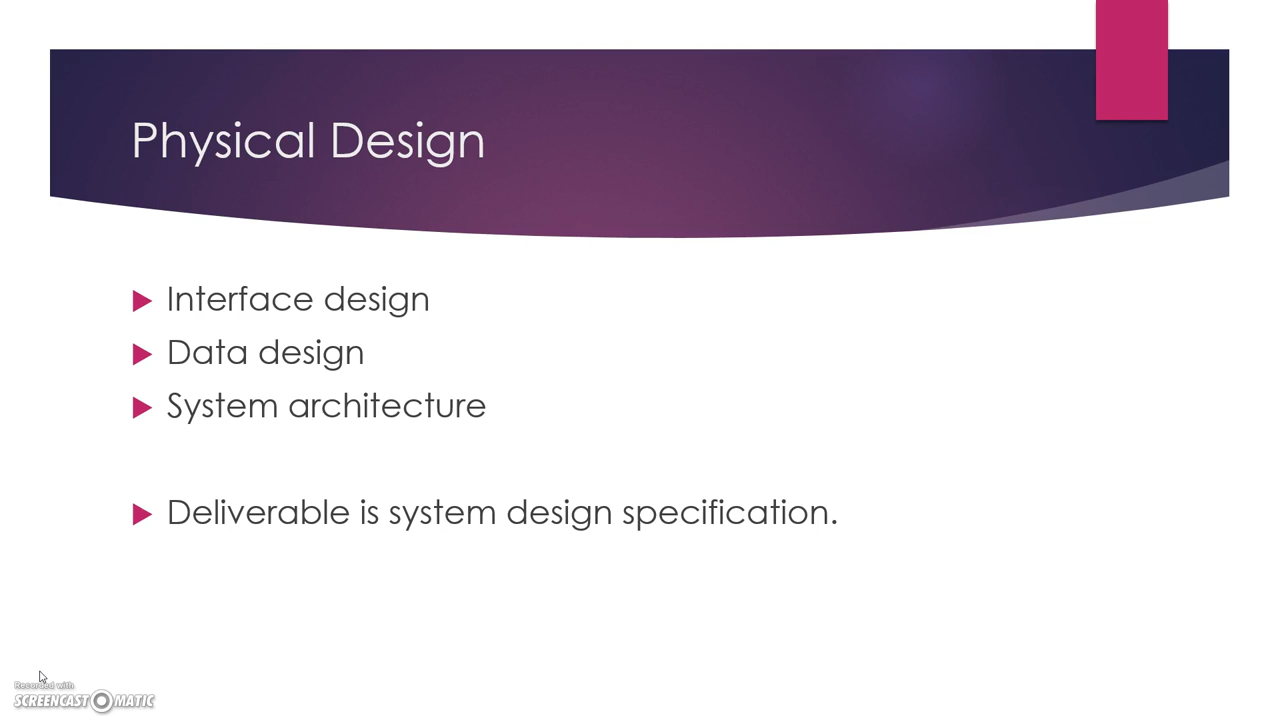 Physical Design
Interface design
Data design
System architecture
Deliverable is system design specification.
Recorded with
SCREENCAST MATIC